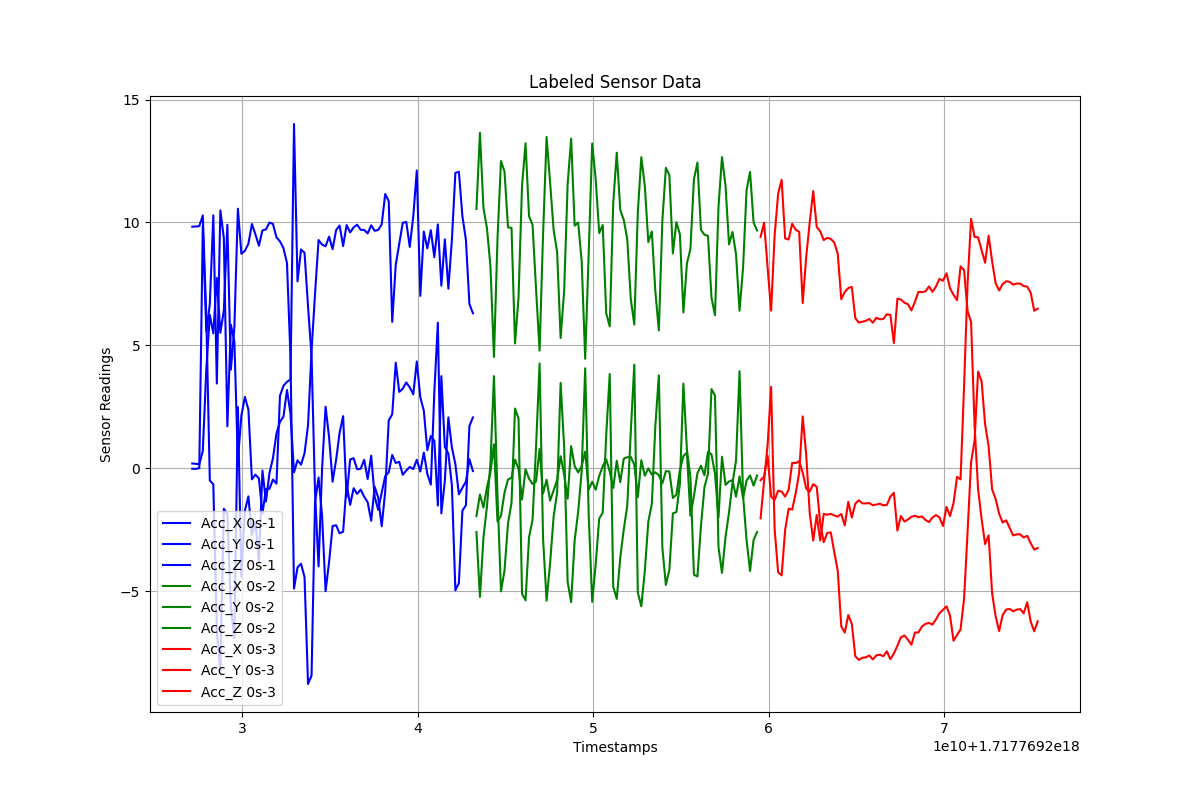 Labeled Sensor Data
15
10
5
0
−5
Sensor Readings
Acc_X 0s-1
Acc_Y 0s-1
Acc_Z 0s-1
Acc_X 0s-2
Acc_Y 0s-2
Acc_Z 0s-2
Acc_X 0s-3
Acc_Y 0s-3
Acc_Z 0s-3
3 4 5 6 7
Timestamps
1e10+1.7177692e18